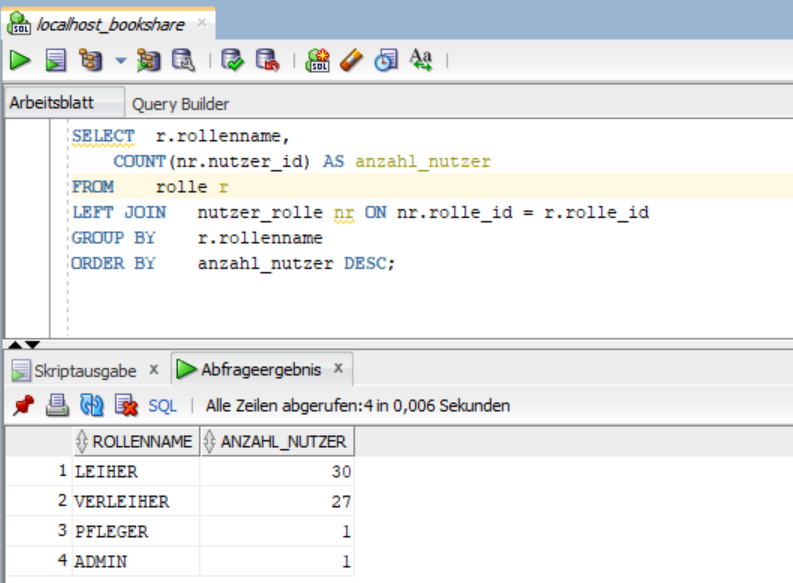 localhost_bookshare
Arbeitsblatt Query Builder
SELECT r.rollenname,
COUNT(nr.nutzer_id) AS anzahl_nutzer
FROM rolle r
LEFT JOIN nutzer_rolle nr ON nr.rolle_id = r.rolle_id
GROUP BY r.rollenname
ORDER BY anzahl_nutzer DESC;
Skriptausgabe x Abfrageergebnis x
SQL | Alle Zeilen abgerufen:4 in 0,006 Sekunden
ROLLENNAME ANZAHL_NUTZER
1 LEIHER 30
2 VERLEIHER 27
3 PFLEGER 1
4 ADMIN 1